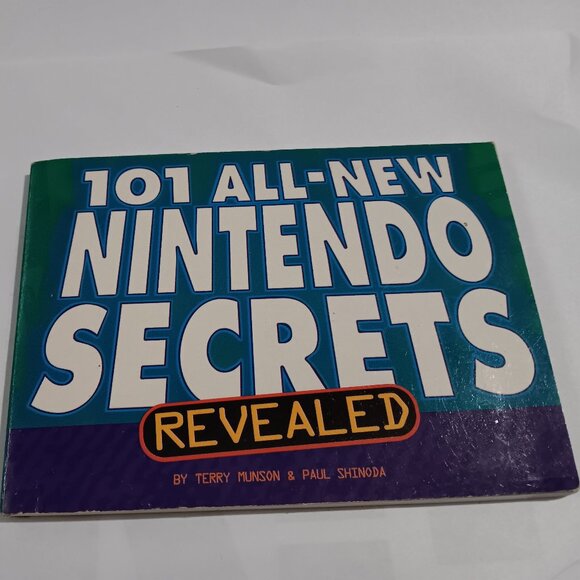 101 ALL-NEW
NINTENDO
SECRETS
REVEALED
BY TERRY MUNSON & PAUL SHINODA